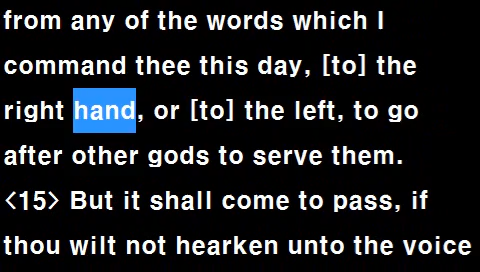 from any of the words which I
command thee this day, [to] the
right hand, or [to] the left, to go
after other gods to serve them.
<15> But it shall come to pass, if
thou wilt not hearken unto the voice